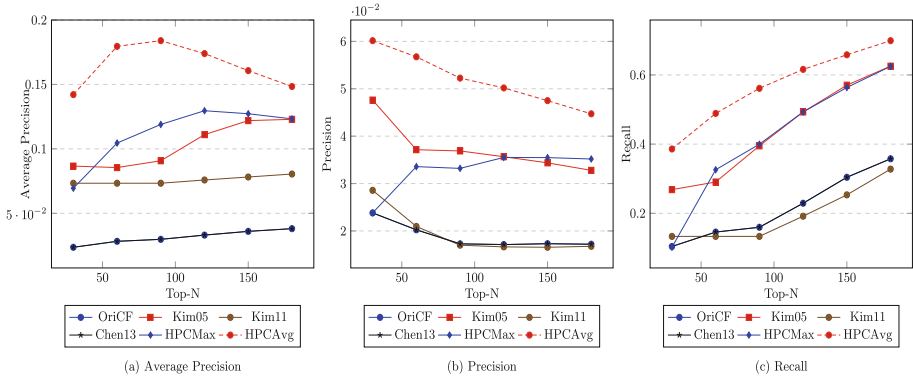 0.2
0.15
0.1
5 · 10⁻²
Average Precision
50 100 150
Top-N
OriCF Kim05 Kim11
Chen13 HPCMax HPCAvg
(a) Average Precision
·10⁻²
6
5
4
3
2
Precision
50 100 150
Top-N
OriCF Kim05 Kim11
Chen13 HPCMax HPCAvg
(b) Precision
0.6
0.4
0.2
Recall
50 100 150
Top-N
OriCF Kim05 Kim11
Chen13 HPCMax HPCAvg
(c) Recall